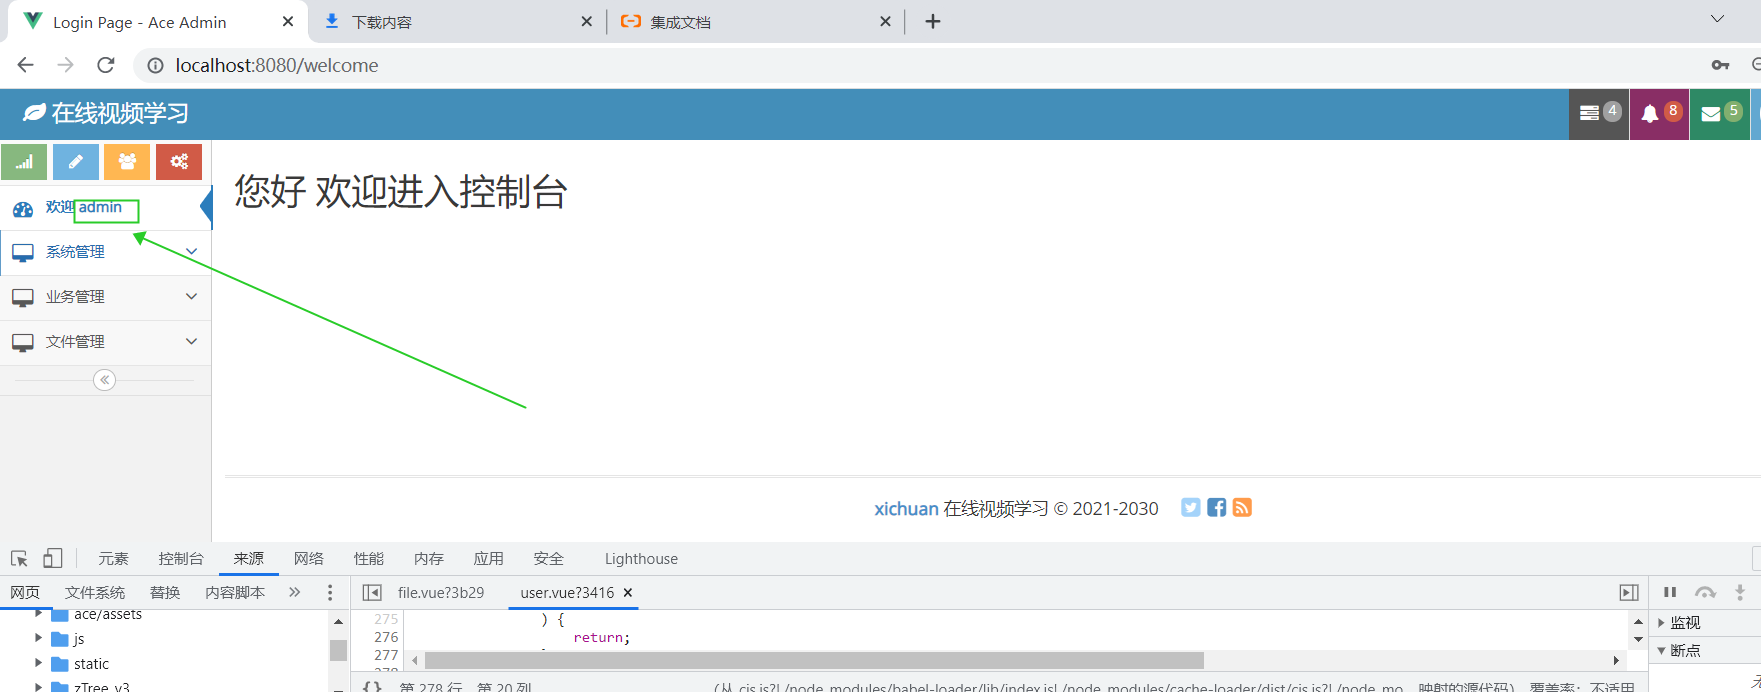 Login Page - Ace Admin
下载内容
集成文档
localhost:8080/welcome
在线视频学习
4
8
5
欢迎 admin
您好 欢迎进入控制台
系统管理
业务管理
文件管理
xichuan 在线视频学习 © 2021-2030
元素 控制台 来源 网络 性能 内存 应用 安全 Lighthouse
网页 文件系统 替换 内容脚本 »
file.vue?3b29
user.vue?3416
ace/assets
js
static
zTree_v3
275 ) {
276 return;
277
278
{} 第 278 行，第 20 列
(从 cjs.js?!./node_modules/babel-loader/lib/index.js!./node_modules/cache-loader/dist/cjs.js?!./node_mo... 映射的源代码) 覆盖率：不适用
监视
断点